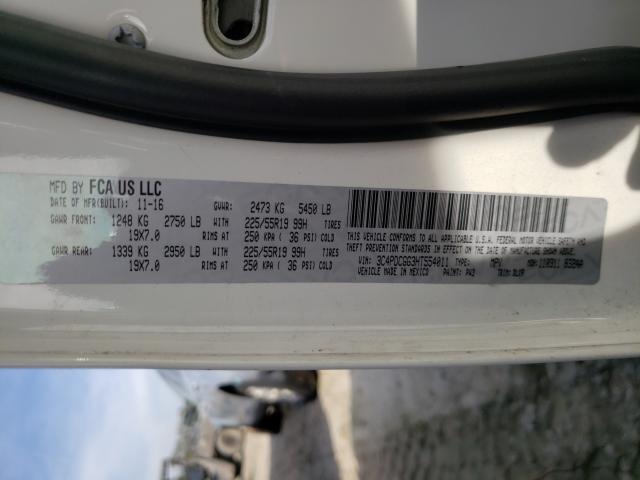 MFD BY FCA US LLC
DATE OF MFR(BUILT): 11-16 GVWR: 2473 KG 5450 LB
GAWR FRONT: 1248 KG 2750 LB WITH 225/55R19 99H TIRES
19X7.0 RIMS AT 250 KPA ( 36 PSI) COLD
GAWR REAR: 1339 KG 2950 LB WITH 225/55R19 99H TIRES
19X7.0 RIMS AT 250 KPA ( 36 PSI) COLD
THIS VEHICLE CONFORMS TO ALL APPLICABLE U.S.A. FEDERAL MOTOR VEHICLE SAFETY AND
THEFT PREVENTION STANDARDS IN EFFECT ON THE DATE OF MANUFACTURE SHOWN ABOVE.
VIN: 3C4PDCGG3HT554011 TYPE: MPV MDH:
VEHICLE MADE IN MEXICO PAINT: PW3 TRIM: